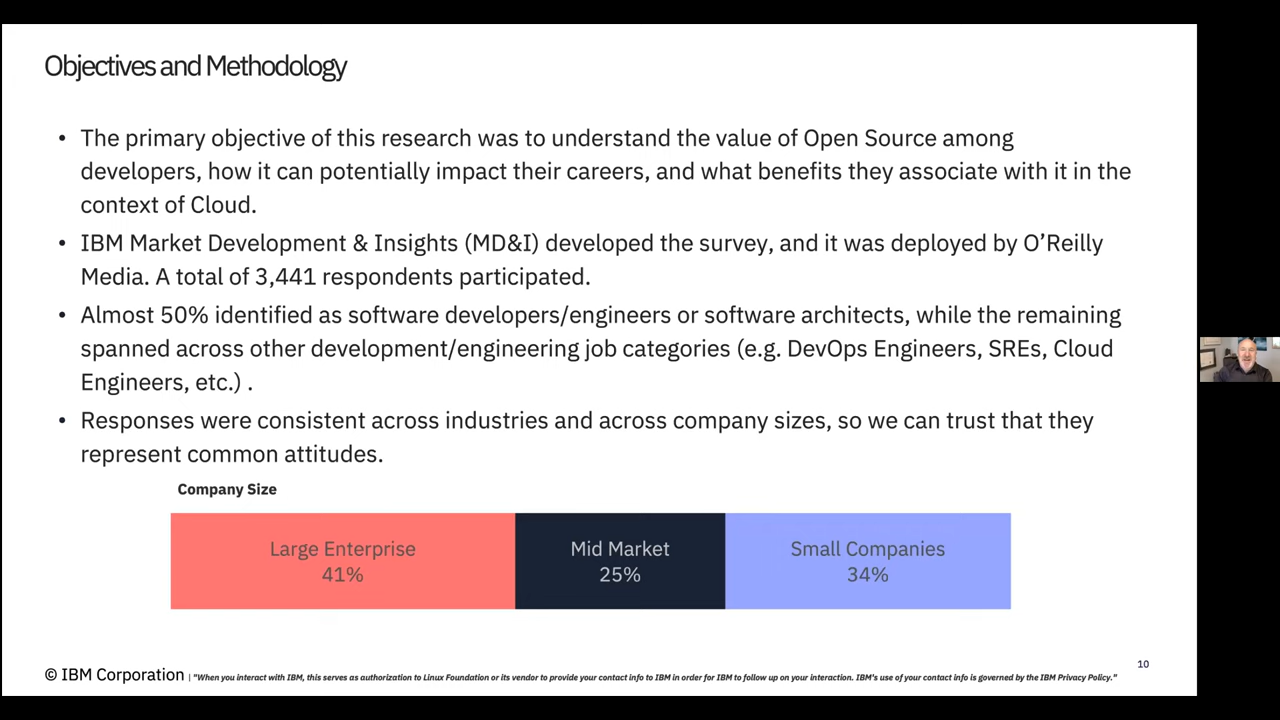 Objectives and Methodology
• The primary objective of this research was to understand the value of Open Source among
developers, how it can potentially impact their careers, and what benefits they associate with it in the
context of Cloud.
• IBM Market Development & Insights (MD&I) developed the survey, and it was deployed by O’Reilly
Media. A total of 3,441 respondents participated.
• Almost 50% identified as software developers/engineers or software architects, while the remaining
spanned across other development/engineering job categories (e.g. DevOps Engineers, SREs, Cloud
Engineers, etc.) .
• Responses were consistent across industries and across company sizes, so we can trust that they
represent common attitudes.
Company Size
Large Enterprise
41%
Mid Market
25%
Small Companies
34%
10
© IBM Corporation | "When you interact with IBM, this serves as authorization to Linux Foundation or its vendor to provide your contact info to IBM in order for IBM to follow up on your interaction. IBM's use of your contact info is governed by the IBM Privacy Policy."